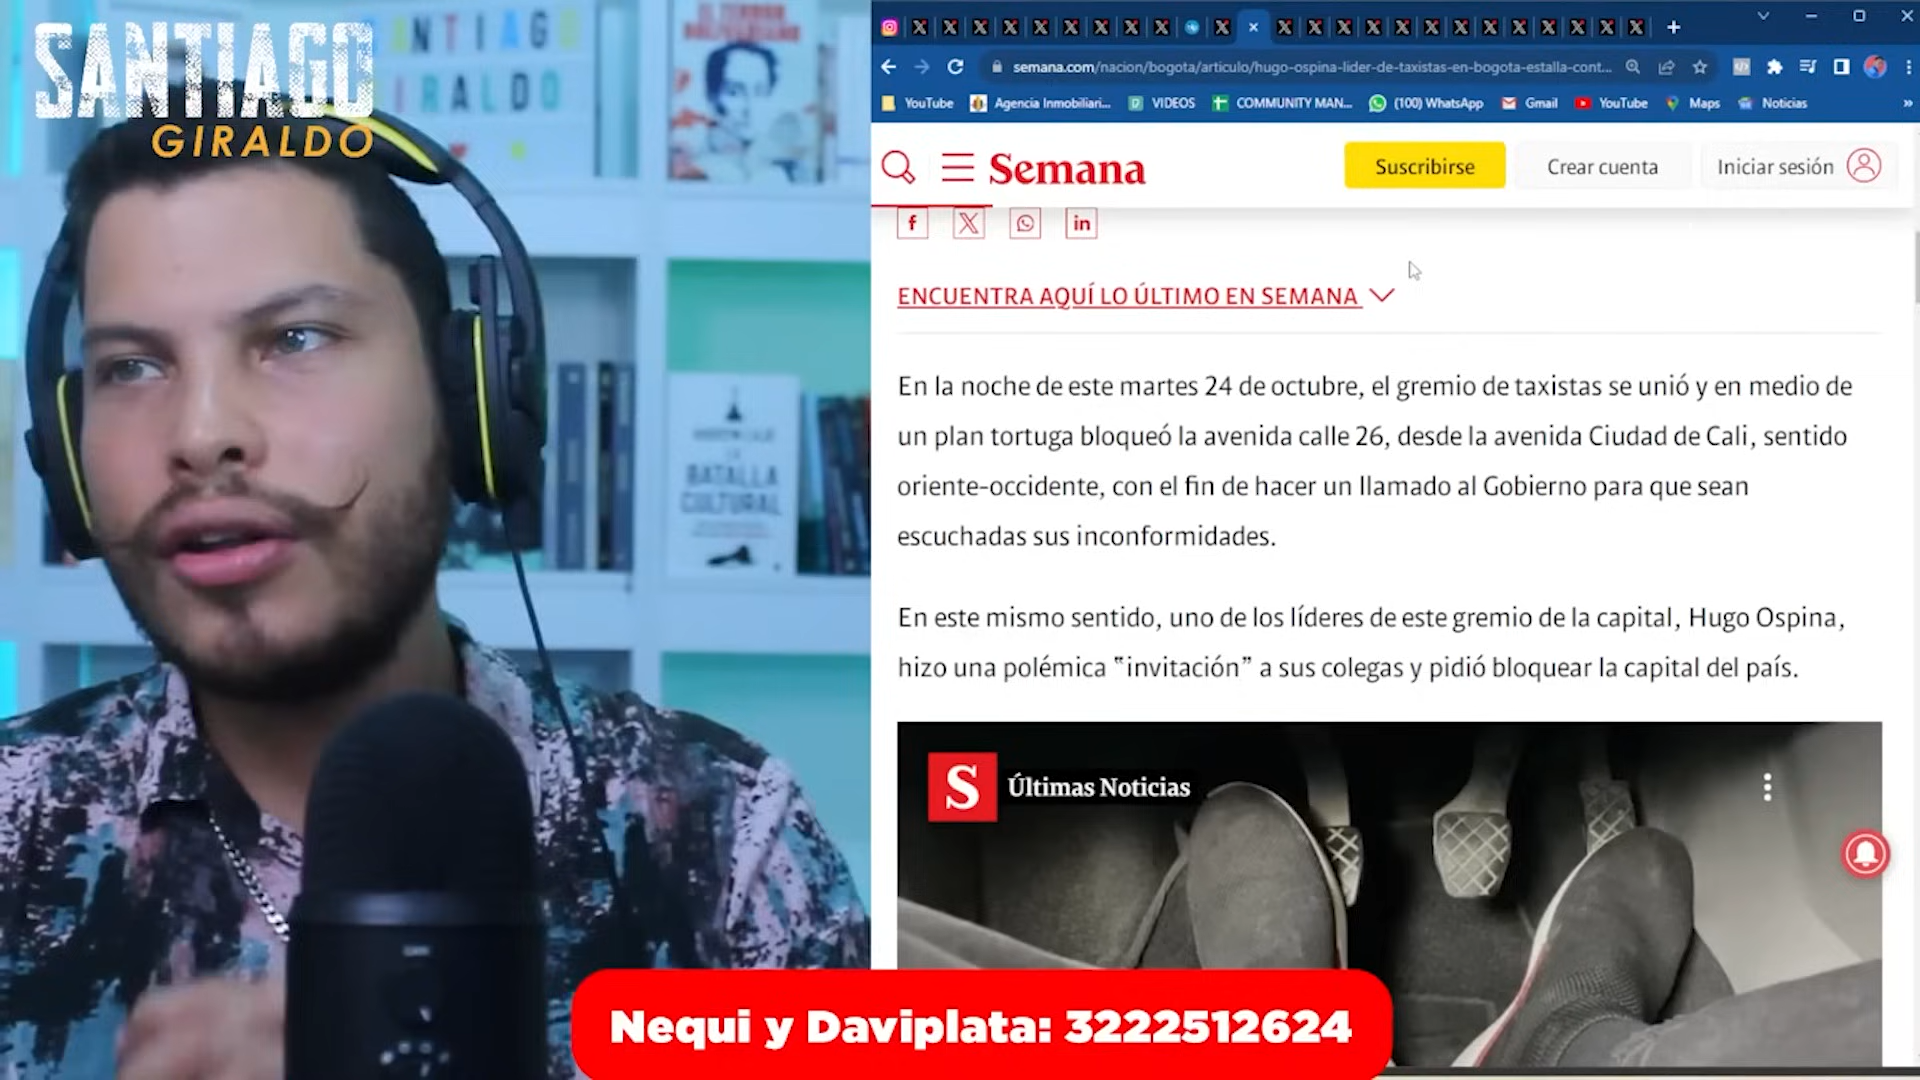 SANTIAGO
GIRALDO
EL TERROR
BOLIVARIANO
LA
BATALLA
CULTURAL
semana.com/nacion/bogota/articulo/hugo-ospina-lider-de-taxistas-en-bogota-estalla-cont...
YouTube
Agencia Inmobiliari...
VIDEOS
COMMUNITY MAN...
(100) WhatsApp
Gmail
YouTube
Maps
Noticias
»
Semana
Suscribirse
Crear cuenta
Iniciar sesión
ENCUENTRA AQUÍ LO ÚLTIMO EN SEMANA
En la noche de este martes 24 de octubre, el gremio de taxistas se unió y en medio de
un plan tortuga bloqueó la avenida calle 26, desde la avenida Ciudad de Cali, sentido
oriente-occidente, con el fin de hacer un llamado al Gobierno para que sean
escuchadas sus inconformidades.
En este mismo sentido, uno de los líderes de este gremio de la capital, Hugo Ospina,
hizo una polémica “invitación” a sus colegas y pidió bloquear la capital del país.
S
Últimas Noticias
Nequi y Daviplata: 3222512624